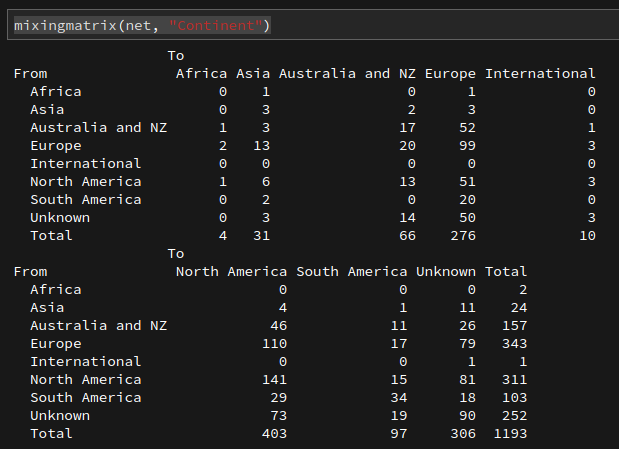 mixingmatrix(net, "Continent")
                   To
From                Africa Asia Australia and NZ Europe International
  Africa                 0    1                0      1             0
  Asia                   0    3                2      3             0
  Australia and NZ       1    3               17     52             1
  Europe                 2   13               20     99             3
  International          0    0                0      0             0
  North America          1    6               13     51             3
  South America          0    2                0     20             0
  Unknown                0    3               14     50             3
  Total                  4   31               66    276            10
                   To
From                North America South America Unknown Total
  Africa                        0             0       0     2
  Asia                          4             1      11    24
  Australia and NZ             46            11      26   157
  Europe                      110            17      79   343
  International                 0             0       1     1
  North America               141            15      81   311
  South America                29            34      18   103
  Unknown                      73            19      90   252
  Total                       403            97     306  1193